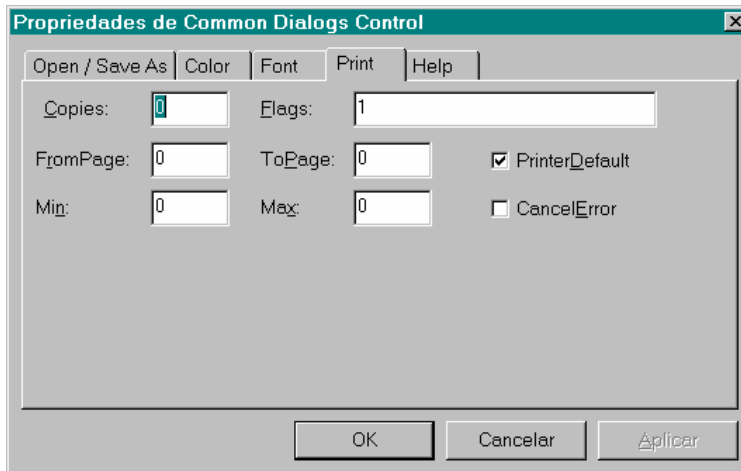 Propriedades de Common Dialogs Control
Open / Save As Color Font Print Help
Copies: 0 Flags: 1
FromPage: 0 ToPage: 0 PrinterDefault
Min: 0 Max: 0 CancelError
OK Cancelar Aplicar